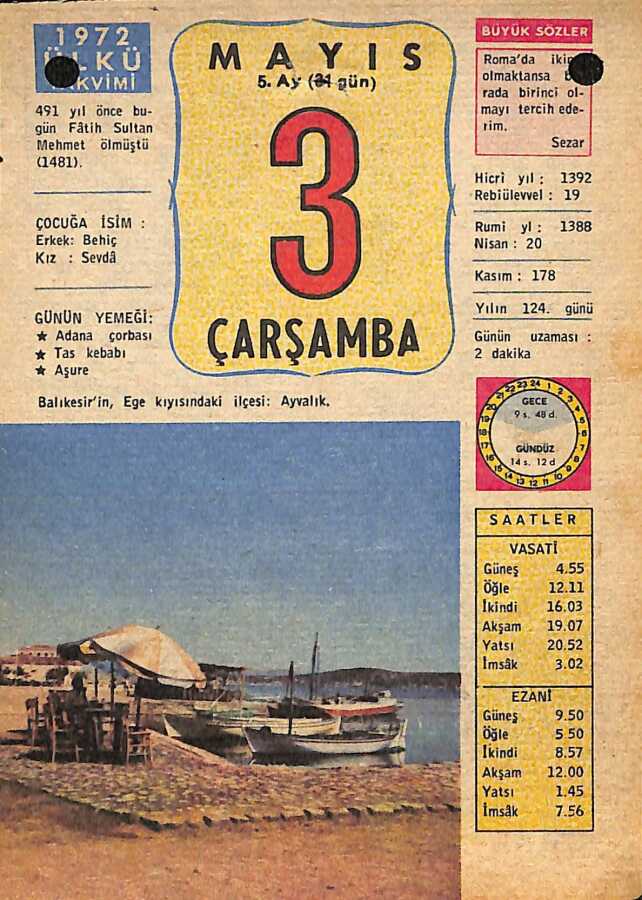 1972
ÜLKÜ
TAKVİMİ
491 yıl önce bu-
gün Fâtih Sultan
Mehmet ölmüştü
(1481).
ÇOCUĞA İSİM :
Erkek: Behiç
Kız : Sevdâ
GÜNÜN YEMEĞİ:
★ Adana çorbası
★ Tas kebabı
★ Aşure
MAYIS
5. Ay (31 gün)
3
ÇARŞAMBA
BÜYÜK SÖZLER
Roma'da
olmaktansa
rada birinci ol-
mayı tercih ede-
rim.
Sezar
Hicrî yıl : 1392
Rebiülevvel : 19
Rumi yl : 1388
Nisan : 20
Kasım : 178
Yılın 124. günü
Günün uzaması :
2 dakika
Balıkesir'in, Ege kıyısındaki ilçesi: Ayvalık.
GECE
9 s. 48 d.
GÜNDÜZ
14 s. 12 d
SAATLER
VASATİ
Güneş 4.55
Öğle 12.11
İkindi 16.03
Akşam 19.07
Yatsı 20.52
İmsâk 3.02
EZANİ
Güneş 9.50
Öğle 5.50
İkindi 8.57
Akşam 12.00
Yatsı 1.45
İmsâk 7.56